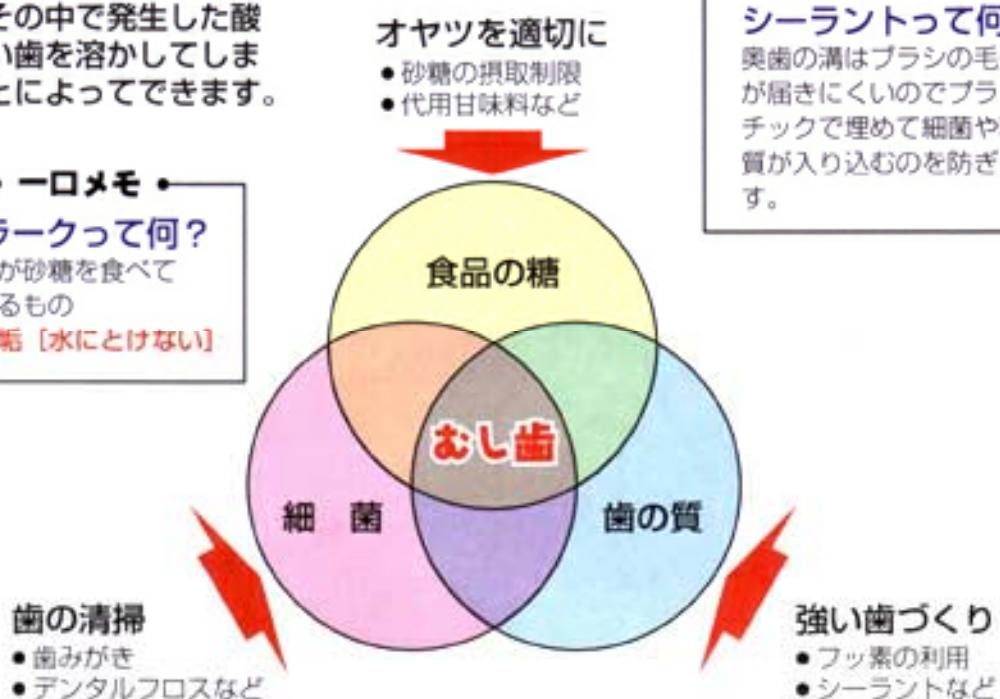 その中で発生した酸
い歯を溶かしてしま
とによってできます。
オヤツを適切に
●砂糖の摂取制限
●代用甘味料など
シーラントって何
奥歯の溝はブラシの毛
が届きにくいのでプラ
チックで埋めて細菌や
質が入り込むのを防ぎ
す。
一口メモ
ラークって何？
が砂糖を食べて
るもの
垢［水にとけない］
食品の糖
むし歯
細　菌
歯の質
歯の清掃
●歯みがき
●デンタルフロスなど
強い歯づくり
●フッ素の利用
●シーラントなど